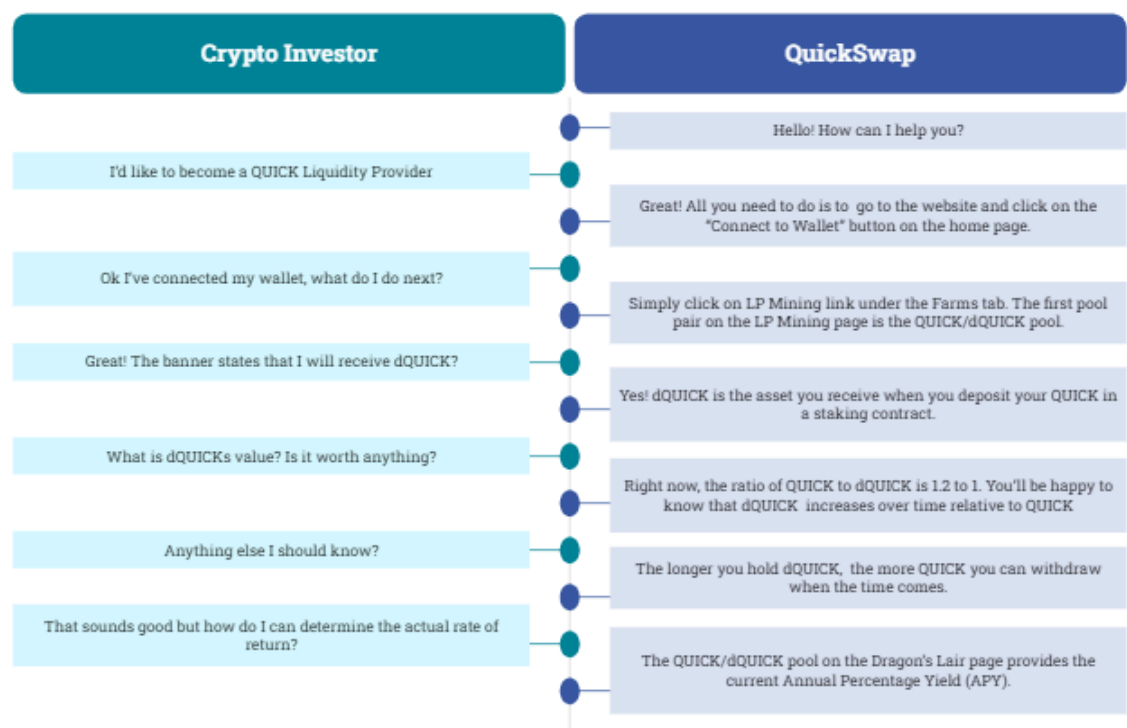 Crypto Investor
QuickSwap
Hello! How can I help you?
I'd like to become a QUICK Liquidity Provider
Great! All you need to do is to go to the website and click on the
"Connect to Wallet" button on the home page.
Ok I've connected my wallet, what do I do next?
Simply click on LP Mining link under the Farms tab. The first pool
pair on the LP Mining page is the QUICK/dQUICK pool.
Great! The banner states that I will receive dQUICK?
Yes! dQUICK is the asset you receive when you deposit your QUICK in
a staking contract.
What is dQUICKs value? Is it worth anything?
Right now, the ratio of QUICK to dQUICK is 1.2 to 1. You'll be happy to
know that dQUICK increases over time relative to QUICK
Anything else I should know?
The longer you hold dQUICK, the more QUICK you can withdraw
when the time comes.
That sounds good but how do I can determine the actual rate of
return?
The QUICK/dQUICK pool on the Dragon's Lair page provides the
current Annual Percentage Yield (APY).